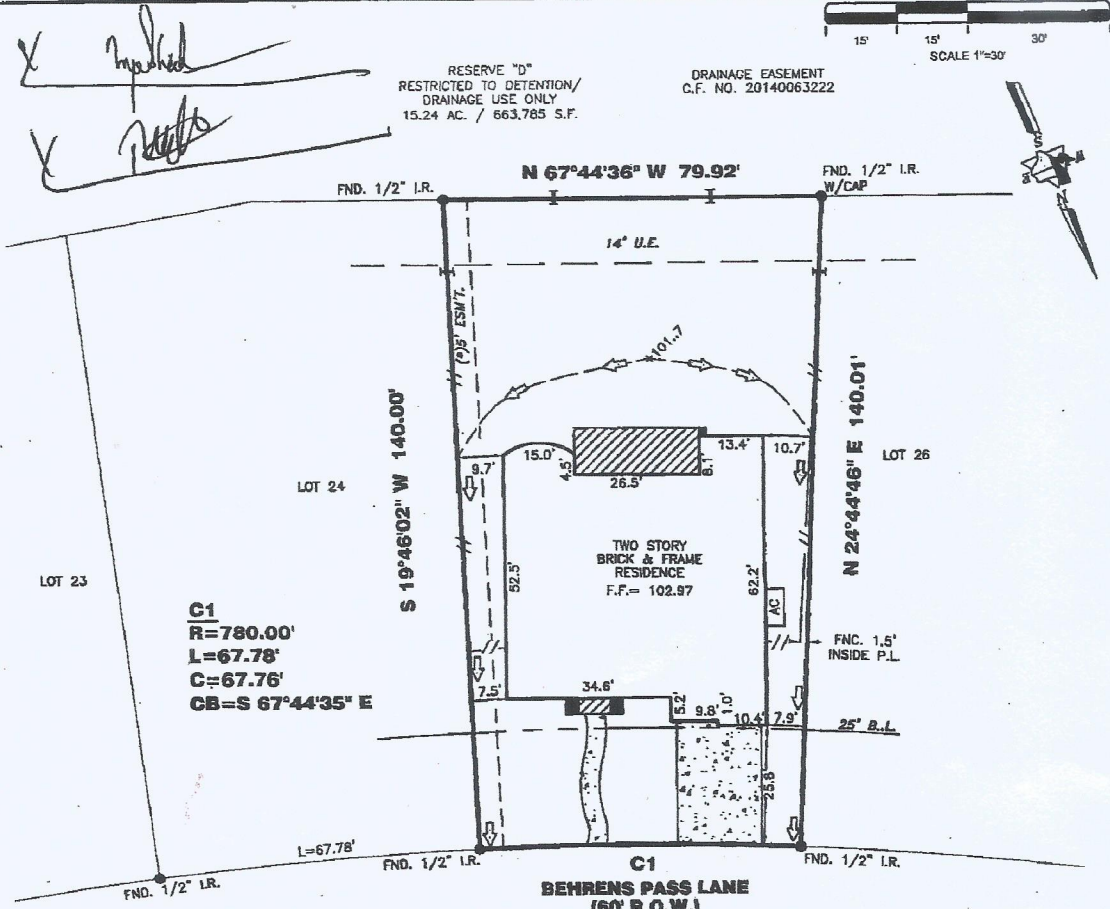 15' 15' 30'
SCALE 1"=30'
X
X
RESERVE "D"
RESTRICTED TO DETENTION/
DRAINAGE USE ONLY
15.24 AC. / 663,785 S.F.
DRAINAGE EASEMENT
C.F. NO. 20140063222
N 67°44'36" W 79.92'
FND. 1/2" I.R.
FND. 1/2" I.R.
W/CAP
14' U.E.
(*)5' ESM'T.
101.7
S 19°46'02" W 140.00'
N 24°44'46" E 140.01'
9.7'
15.0'
4.5'
26.5'
8.1'
13.4'
10.7'
LOT 24
LOT 26
LOT 23
TWO STORY
BRICK & FRAME
RESIDENCE
F.F.= 102.97
52.5'
62.2'
AC
FNC. 1.5'
INSIDE P.L.
C1
R=780.00'
L=67.78'
C=67.76'
CB=S 67°44'35" E
7.5'
34.6'
5.2'
9.8'
1.0'
10.4'
7.9'
25' B.L.
25.8'
L=67.78'
FND. 1/2" I.R.
FND. 1/2" I.R.
FND. 1/2" I.R.
C1
BEHRENS PASS LANE
(60' R.O.W.)